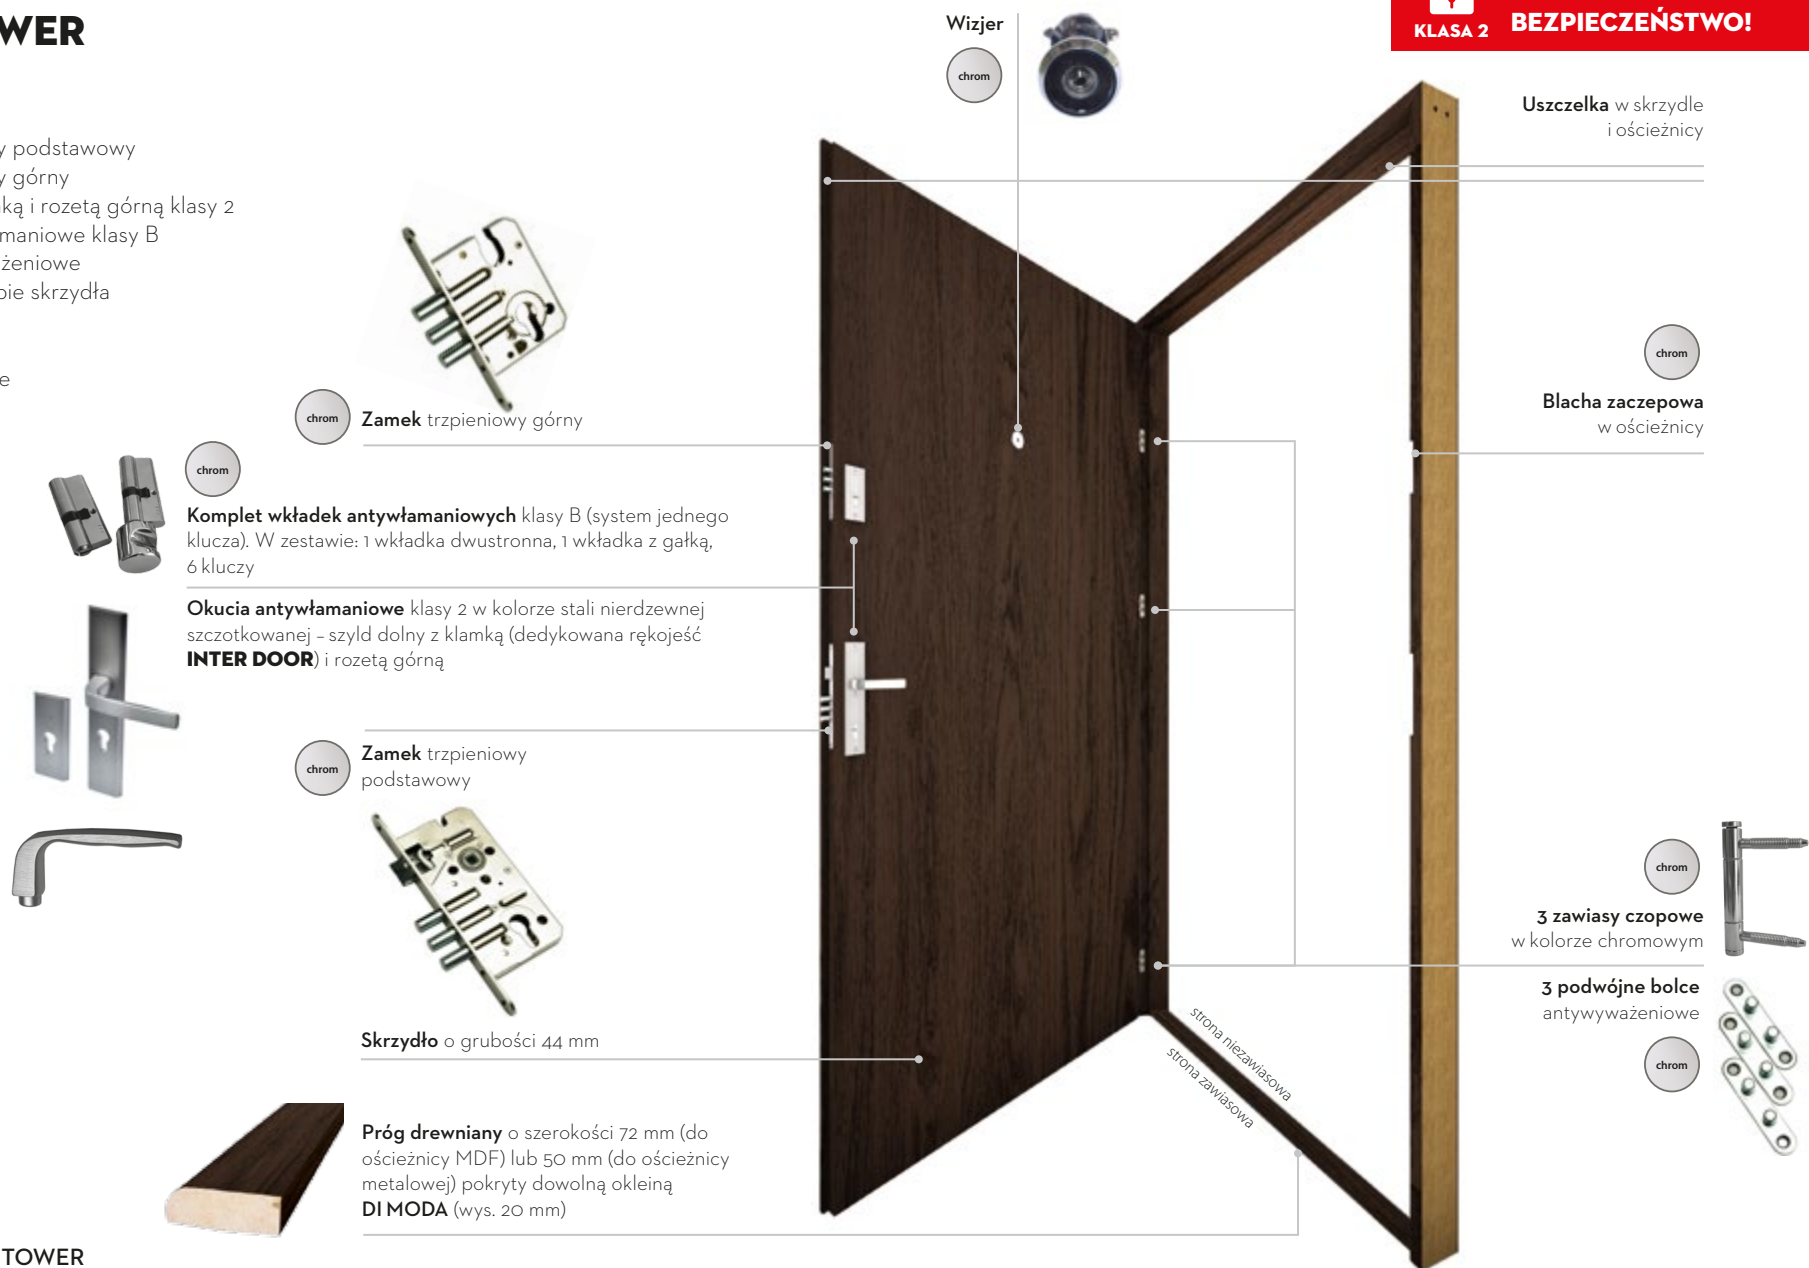 WER
y podstawowy
y górny
ką i rozetą górną klasy 2
maniowe klasy B
żeniowe
bie skrzydła
e
Wizjer
chrom
KLASA 2 BEZPIECZEŃSTWO!
Uszczelka w skrzydle
i ościeżnicy
chrom
Zamek trzpieniowy górny
chrom
Blacha zaczepowa
w ościeżnicy
chrom
Komplet wkładek antywłamaniowych klasy B (system jednego
klucza). W zestawie: 1 wkładka dwustronna, 1 wkładka z gałką,
6 kluczy
Okucia antywłamaniowe klasy 2 w kolorze stali nierdzewnej
szczotkowanej – szyld dolny z klamką (dedykowana rękojeść
INTER DOOR) i rozetą górną
chrom
Zamek trzpieniowy
podstawowy
chrom
3 zawiasy czopowe
w kolorze chromowym
3 podwójne bolce
antywyważeniowe
chrom
Skrzydło o grubości 44 mm
strona niezawiasowa
strona zawiasowa
Próg drewniany o szerokości 72 mm (do
ościeżnicy MDF) lub 50 mm (do ościeżnicy
metalowej) pokryty dowolną okleiną
DI MODA (wys. 20 mm)
TOWER